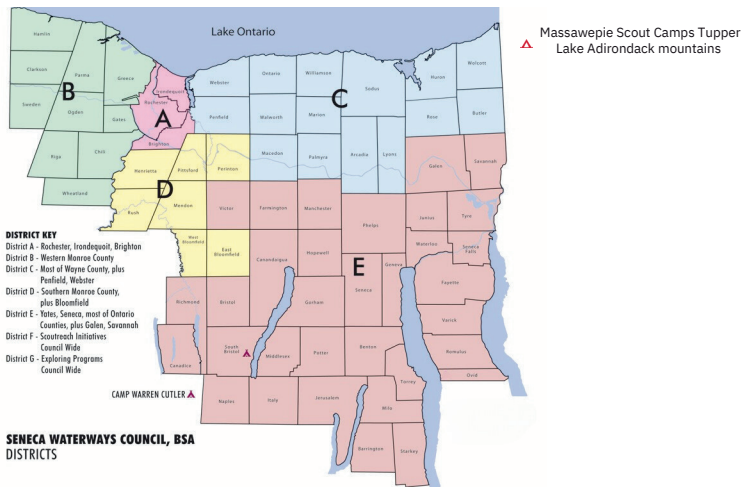 Lake Ontario
Massawepie Scout Camps Tupper
Lake Adirondack mountains
Hamlin
Parma
Greece
Irondequoit
Webster
Ontario
Williamson
Sodus
Huron
Wolcott
Clarkson
B
Rochester
C
Sweden
Ogden
Gates
A
Penfield
Walworth
Marion
Rose
Butler
Brighton
Riga
Chili
Henrietta
Pittsford
Perinton
Macedon
Palmyra
Arcadia
Lyons
Galen
Savannah
Wheatland
D
Rush
Mendon
Victor
Farmington
Manchester
Phelps
Junius
Tyre
West
Bloomfield
East
Bloomfield
Canandaigua
Hopewell
E
Geneva
Waterloo
Seneca
Falls
Seneca
Fayette
Richmond
Bristol
Gorham
Varick
South
Bristol
Middlesex
Potter
Benton
Romulus
Canadice
Torrey
Ovid
Naples
Italy
Jerusalem
Milo
Barrington
Starkey
DISTRICT KEY
District A - Rochester, Irondequoit, Brighton
District B - Western Monroe County
District C - Most of Wayne County, plus
Penfield, Webster
District D - Southern Monroe County,
plus Bloomfield
District E - Yates, Seneca, most of Ontario
Counties, plus Galen, Savannah
District F - Scoutreach Initiatives
Council Wide
District G - Exploring Programs
Council Wide
CAMP WARREN CUTLER
SENECA WATERWAYS COUNCIL, BSA
DISTRICTS